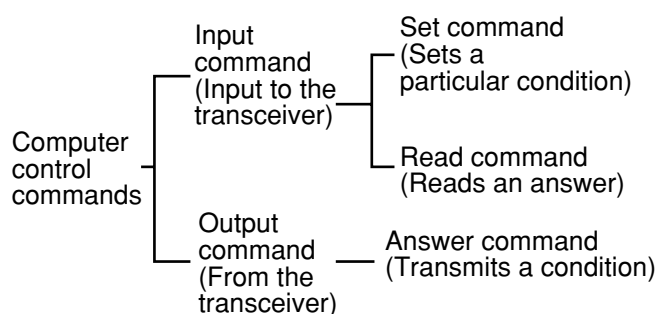 Computer
control
commands
Input
command
(Input to the
transceiver)
Set command
(Sets a
particular condition)
Read command
(Reads an answer)
Output
command
(From the
transceiver)
Answer command
(Transmits a condition)